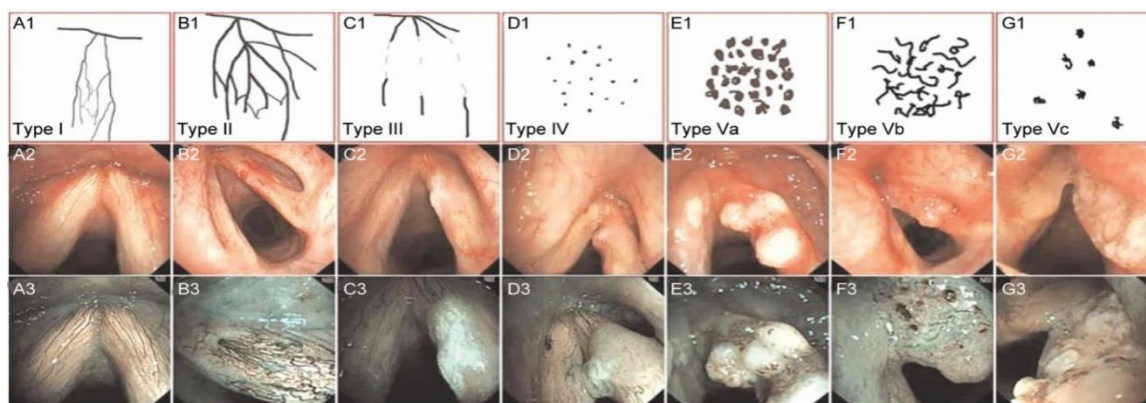 A1 B1 C1 D1 E1 F1 G1
Type I Type II Type III Type IV Type Va Type Vb Type Vc
A2 B2 C2 D2 E2 F2 G2
A3 B3 C3 D3 E3 F3 G3